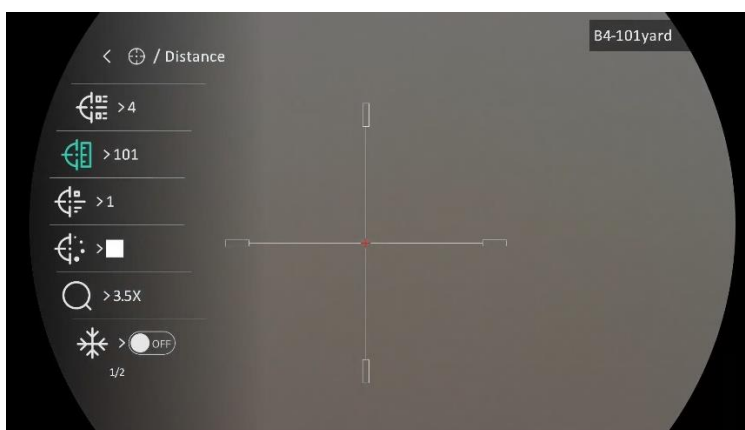 B4-101yard
< / Distance
>4
>101
>1
>
>3.5X
> OFF
1/2